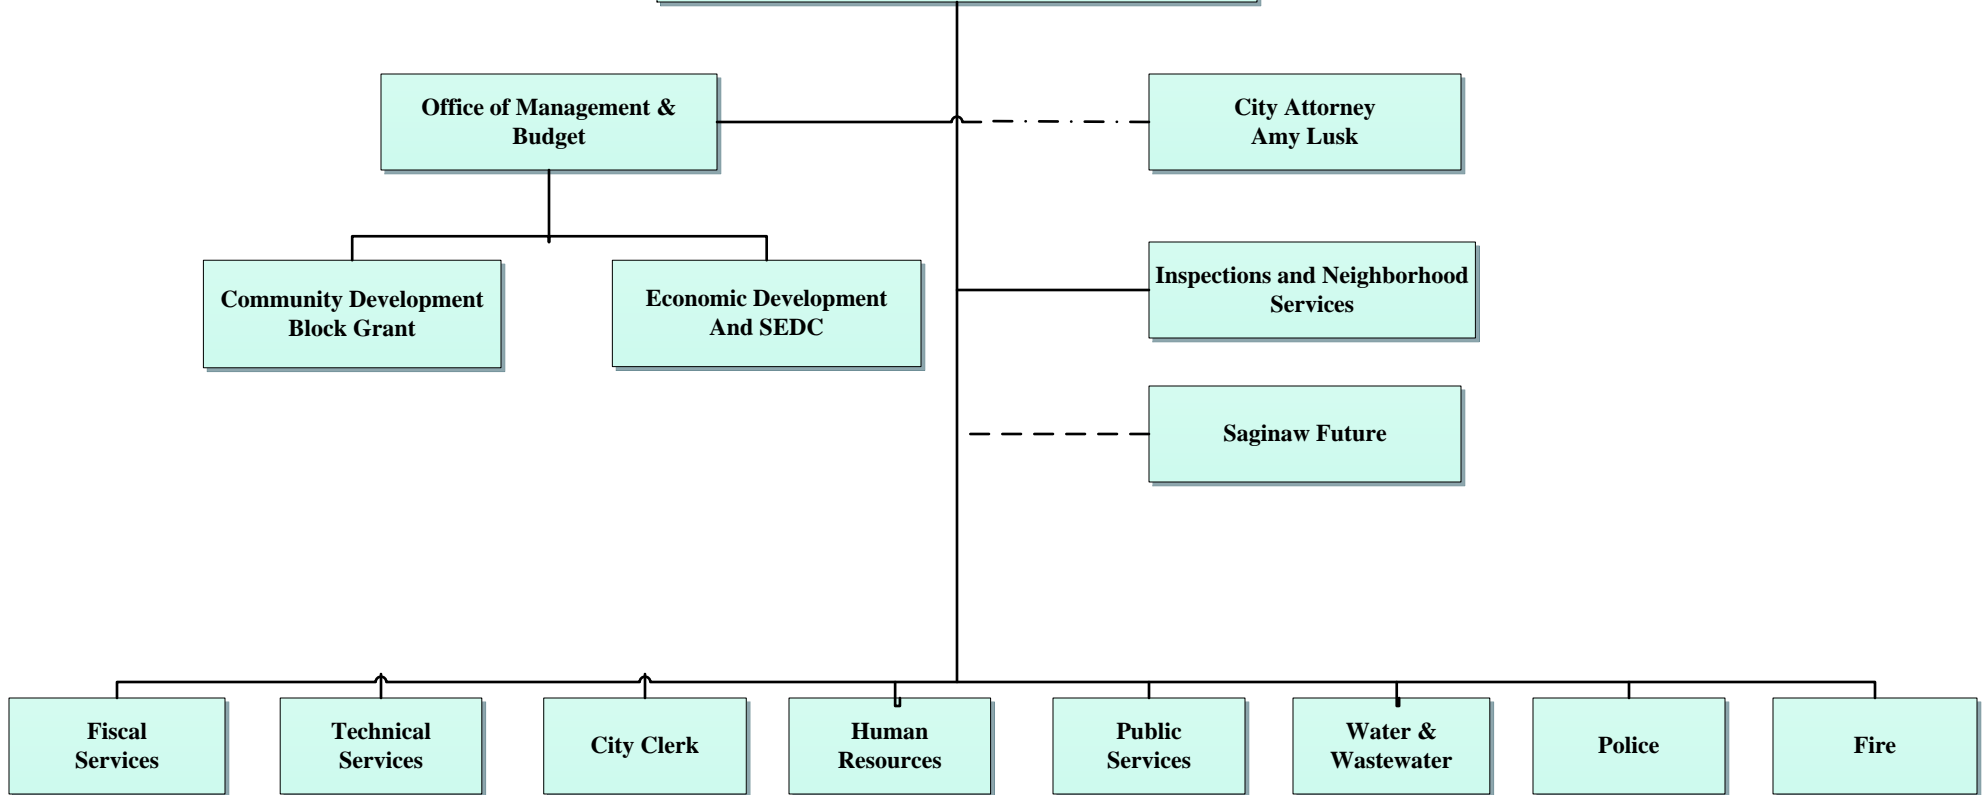 Office of Management &
Budget
City Attorney
Amy Lusk
Community Development
Block Grant
Economic Development
And SEDC
Inspections and Neighborhood
Services
Saginaw Future
Fiscal
Services
Technical
Services
City Clerk
Human
Resources
Public
Services
Water &
Wastewater
Police
Fire